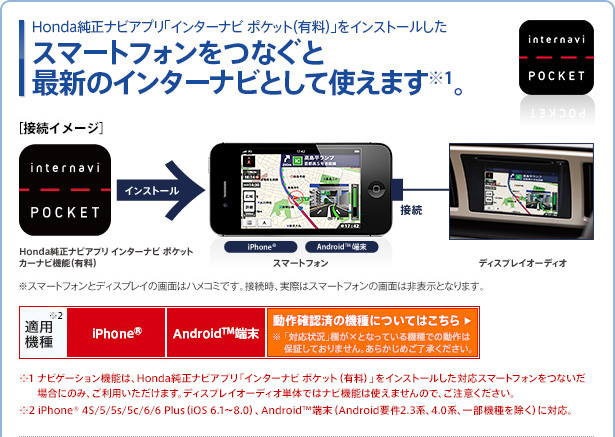 Honda純正ナビアプリ「インターナビ ポケット（有料）」をインストールした
スマートフォンをつなぐと
最新のインターナビとして使えます※1。
internavi
POCKET
［接続イメージ］
internavi
POCKET
インストール
高島平ランプ
接続
iPhone®
Android™端末
Honda純正ナビアプリ インターナビ ポケット
カーナビ機能（有料）
スマートフォン
ディスプレイオーディオ
※スマートフォンとディスプレイの画面はハメコミです。接続時、実際はスマートフォンの画面は非表示となります。
適用機種※2
iPhone®
Android™端末
動作確認済の機種についてはこちら▶
※「対応状況」欄が×となっている機種での動作は
保証しておりません。あらかじめご了承ください。
※1 ナビゲーション機能は、Honda純正ナビアプリ「インターナビ ポケット（有料）」をインストールした対応スマートフォンをつないだ
場合にのみ、ご利用いただけます。ディスプレイオーディオ単体ではナビ機能は使えませんので、ご注意ください。
※2 iPhone® 4S/5/5s/5c/6/6 Plus（iOS 6.1～8.0）、Android™端末（Android要件2.3系、4.0系、一部機種を除く）に対応。